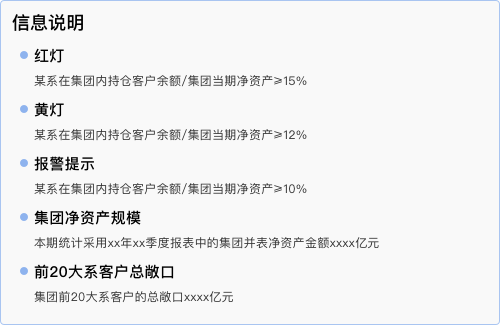 信息说明
红灯
某系在集团内持仓客户余额/集团当期净资产≥15%
黄灯
某系在集团内持仓客户余额/集团当期净资产≥12%
报警提示
某系在集团内持仓客户余额/集团当期净资产≥10%
集团净资产规模
本期统计采用xx年xx季度报表中的集团并表净资产金额xxxx亿元
前20大系客户总敞口
集团前20大系客户的总敞口xxxx亿元